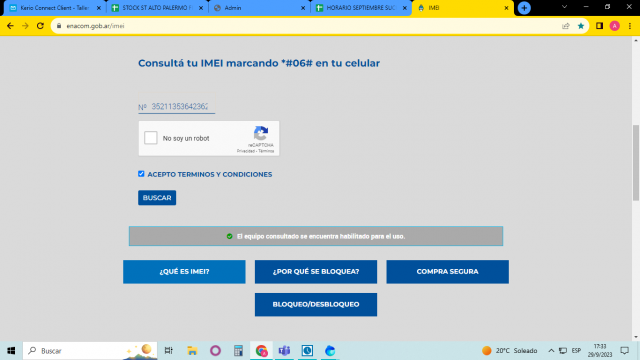 Kerio Connect Client - Talle
STOCK ST ALTO PALERMO
Admin
HORARIO SEPTIEMBRE SUC
IMEI
enacom.gob.ar/imei
A
Consultá tu IMEI marcando *#06# en tu celular
Nº 35211353642362
No soy un robot
reCAPTCHA
Privacidad - Términos
ACEPTO TERMINOS Y CONDICIONES
BUSCAR
El equipo consultado se encuentra habilitado para el uso.
¿QUÉ ES IMEI?
¿POR QUÉ SE BLOQUEA?
COMPRA SEGURA
BLOQUEO/DESBLOQUEO
Buscar
20°C Soleado
ESP
17:33
29/9/2023